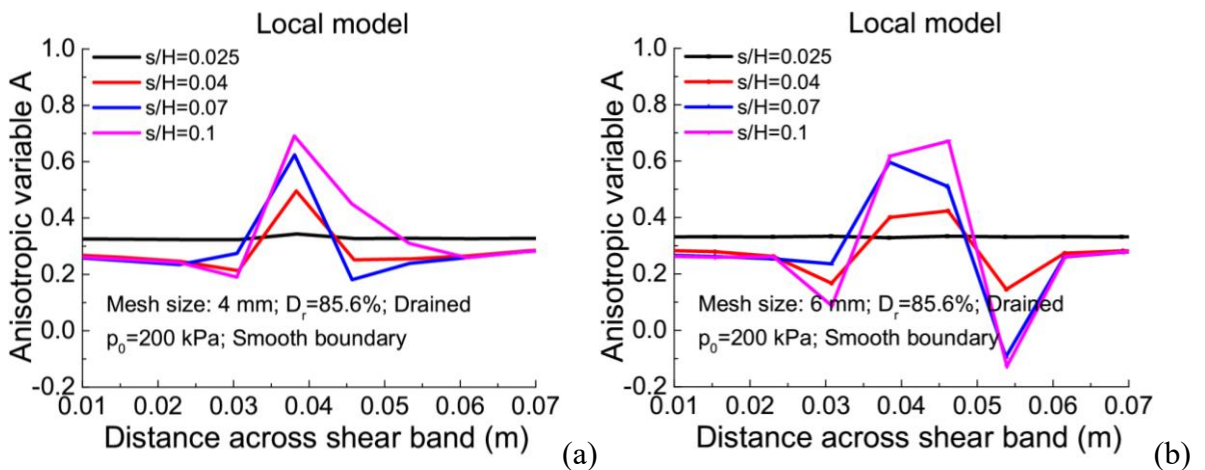 Local model
Anisotropic variable A
1.0
0.8
0.6
0.4
0.2
0.0
-0.2
s/H=0.025
s/H=0.04
s/H=0.07
s/H=0.1
Mesh size: 4 mm; Dr=85.6%; Drained
p0=200 kPa; Smooth boundary
0.01 0.02 0.03 0.04 0.05 0.06 0.07
Distance across shear band (m)
(a)
Local model
Anisotropic variable A
1.0
0.8
0.6
0.4
0.2
0.0
-0.2
s/H=0.025
s/H=0.04
s/H=0.07
s/H=0.1
Mesh size: 6 mm; Dr=85.6%; Drained
p0=200 kPa; Smooth boundary
0.01 0.02 0.03 0.04 0.05 0.06 0.07
Distance across shear band (m)
(b)